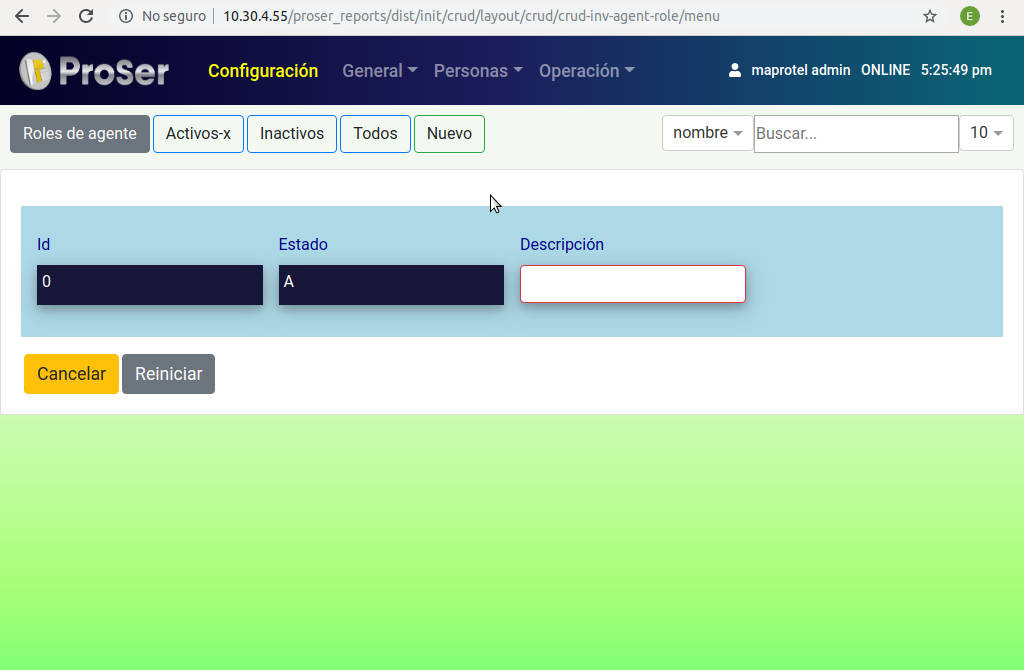 No seguro 10.30.4.55/proser_reports/dist/init/crud/layout/crud/crud-inv-agent-role/menu E
ProSer Configuración General Personas Operación maprotel admin ONLINE 5:25:49 pm
Roles de agente Activos-x Inactivos Todos Nuevo nombre Buscar... 10
Id Estado Descripción
0 A
Cancelar Reiniciar